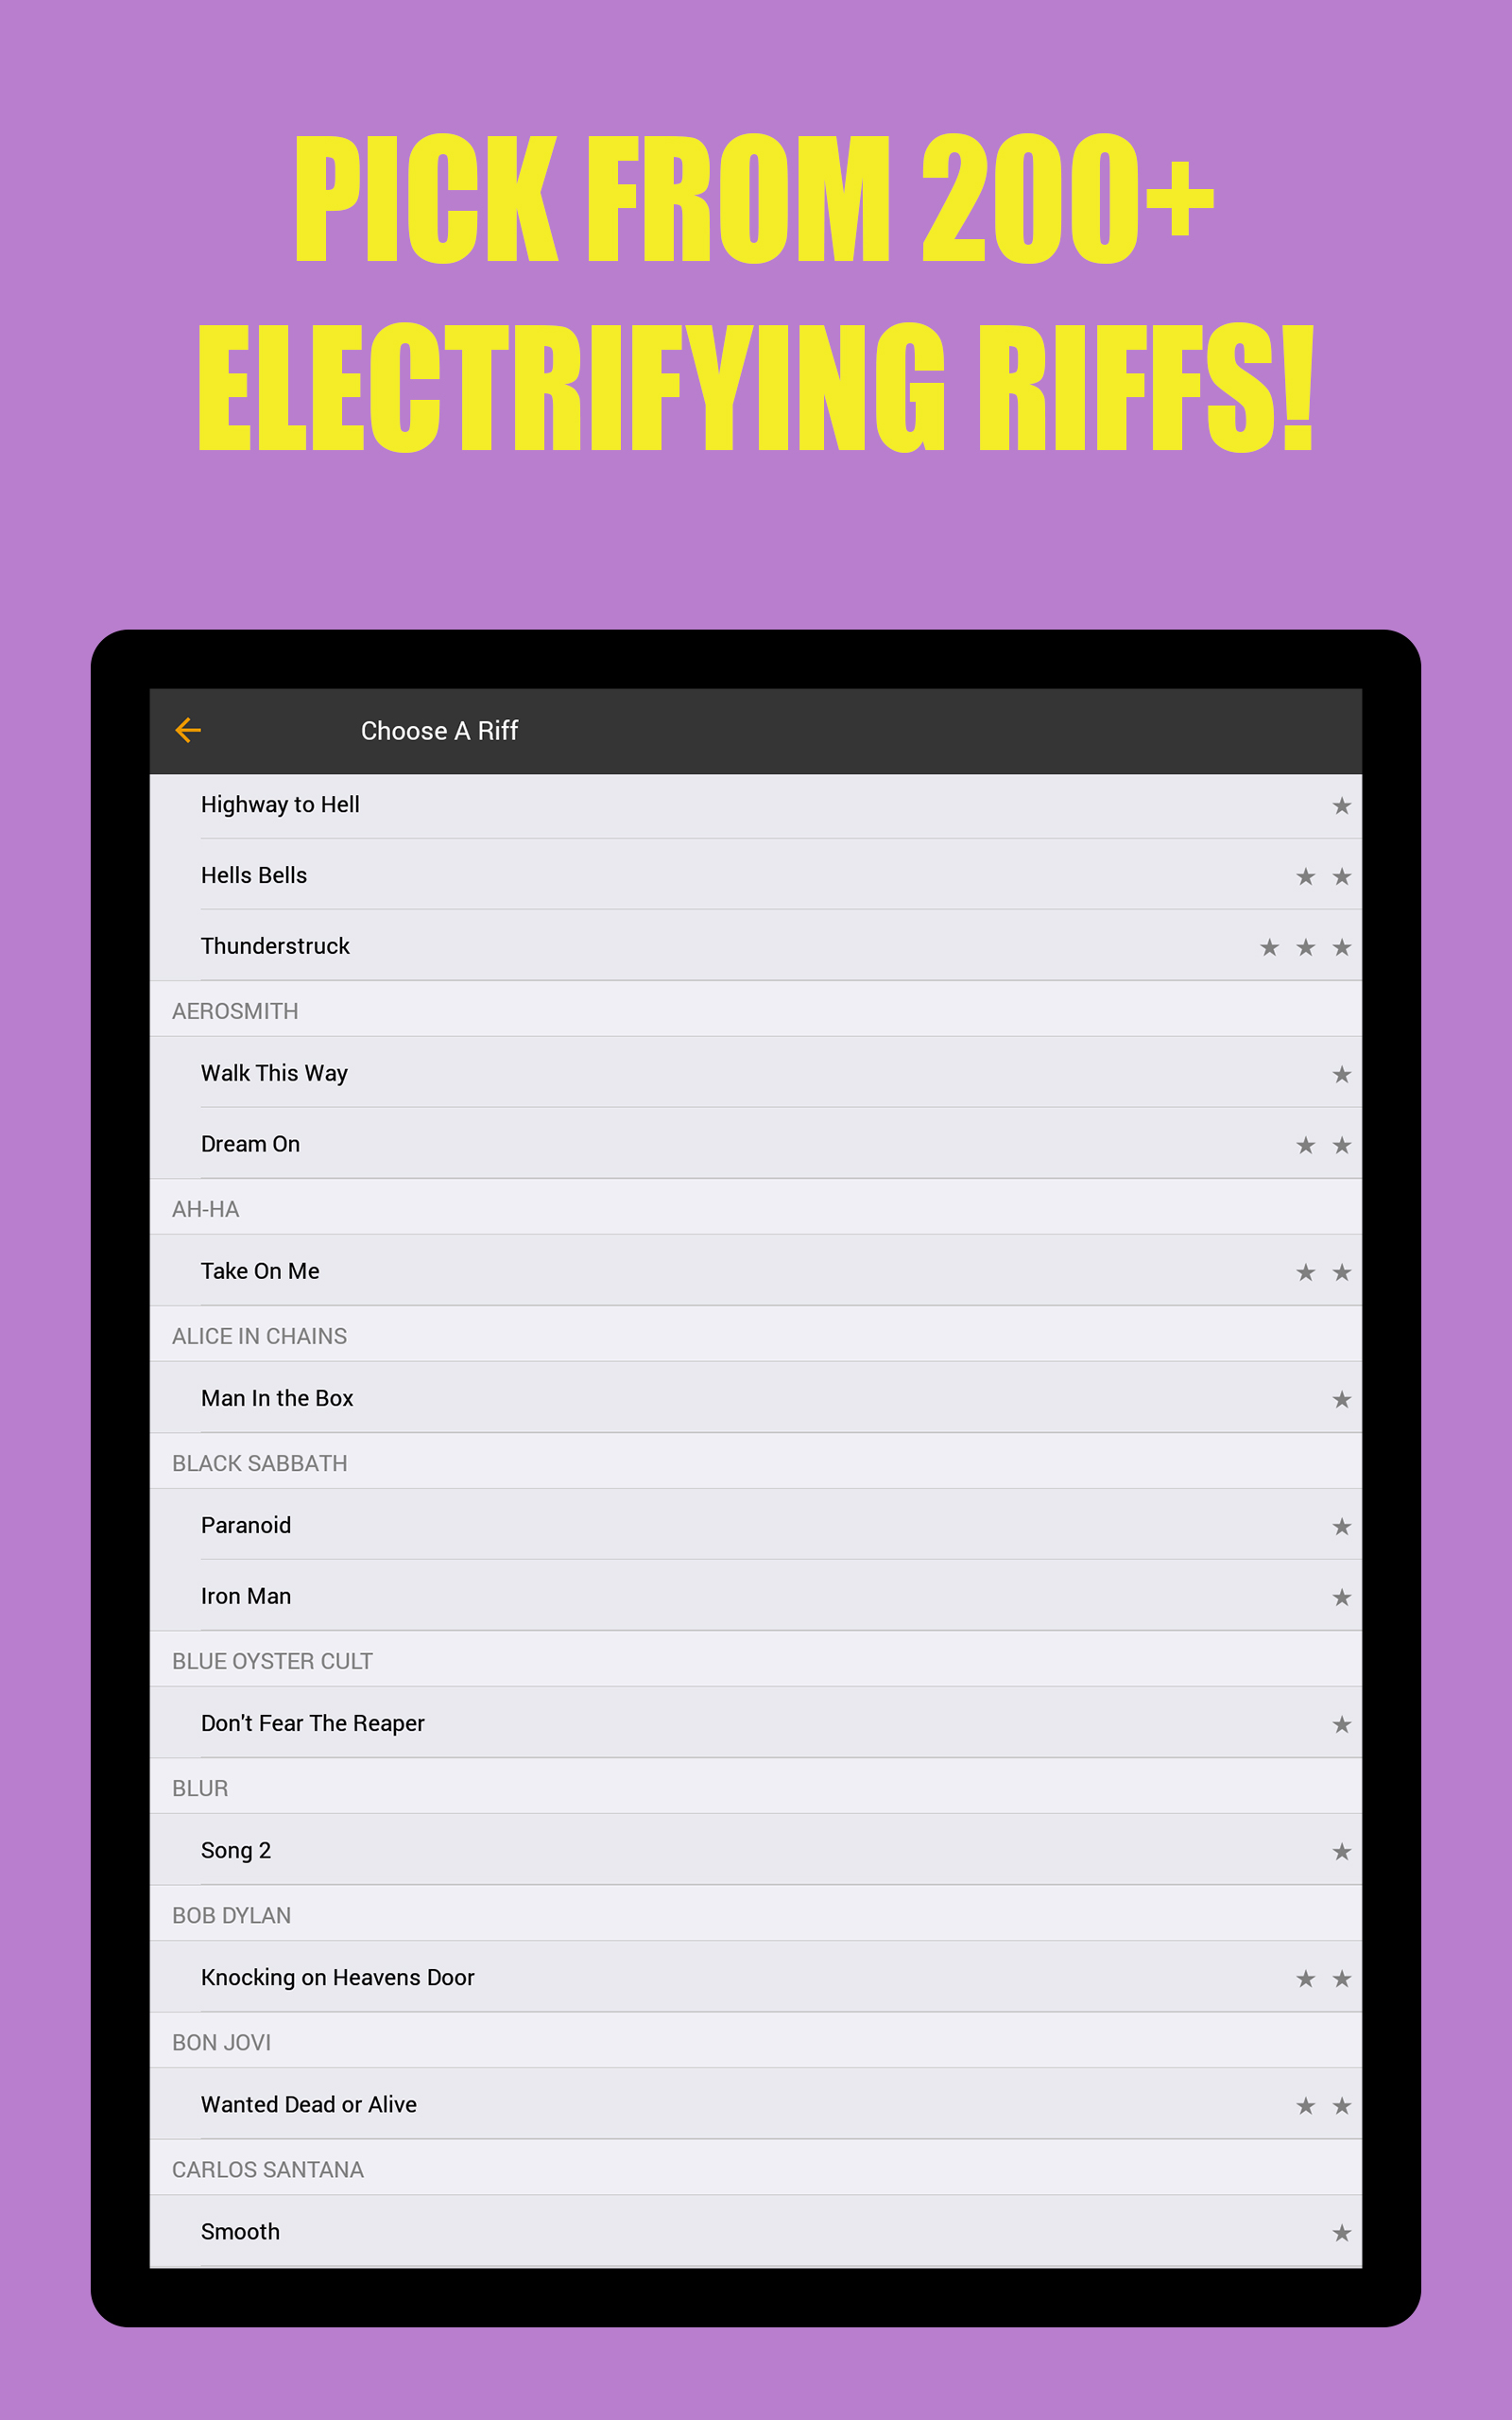 PICK FROM 200+
ELECTRIFYING RIFFS!
Choose A Riff
Highway to Hell
Hells Bells
Thunderstruck
AEROSMITH
Walk This Way
Dream On
AH-HA
Take On Me
ALICE IN CHAINS
Man In the Box
BLACK SABBATH
Paranoid
Iron Man
BLUE OYSTER CULT
Don't Fear The Reaper
BLUR
Song 2
BOB DYLAN
Knocking on Heavens Door
BON JOVI
Wanted Dead or Alive
CARLOS SANTANA
Smooth